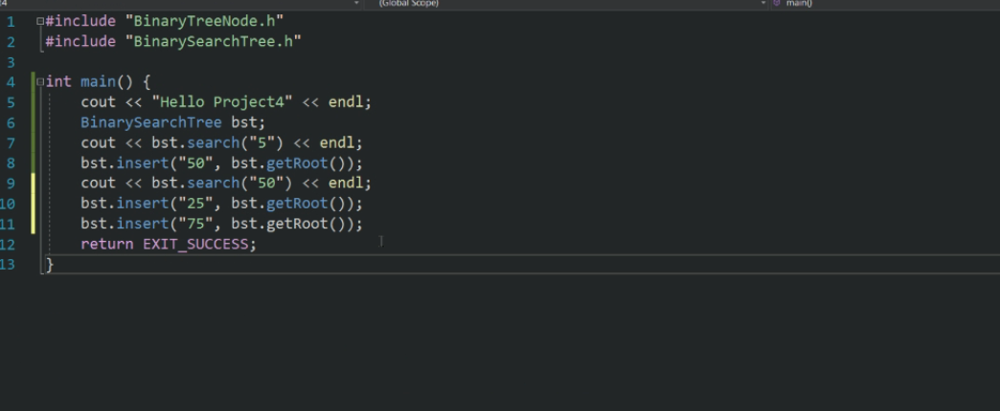 (Global Scope) main()
1 #include "BinaryTreeNode.h"
2 #include "BinarySearchTree.h"
3
4 int main() {
5 cout << "Hello Project4" << endl;
6 BinarySearchTree bst;
7 cout << bst.search("5") << endl;
8 bst.insert("50", bst.getRoot());
9 cout << bst.search("50") << endl;
10 bst.insert("25", bst.getRoot());
11 bst.insert("75", bst.getRoot());
12 return EXIT_SUCCESS;
13 }